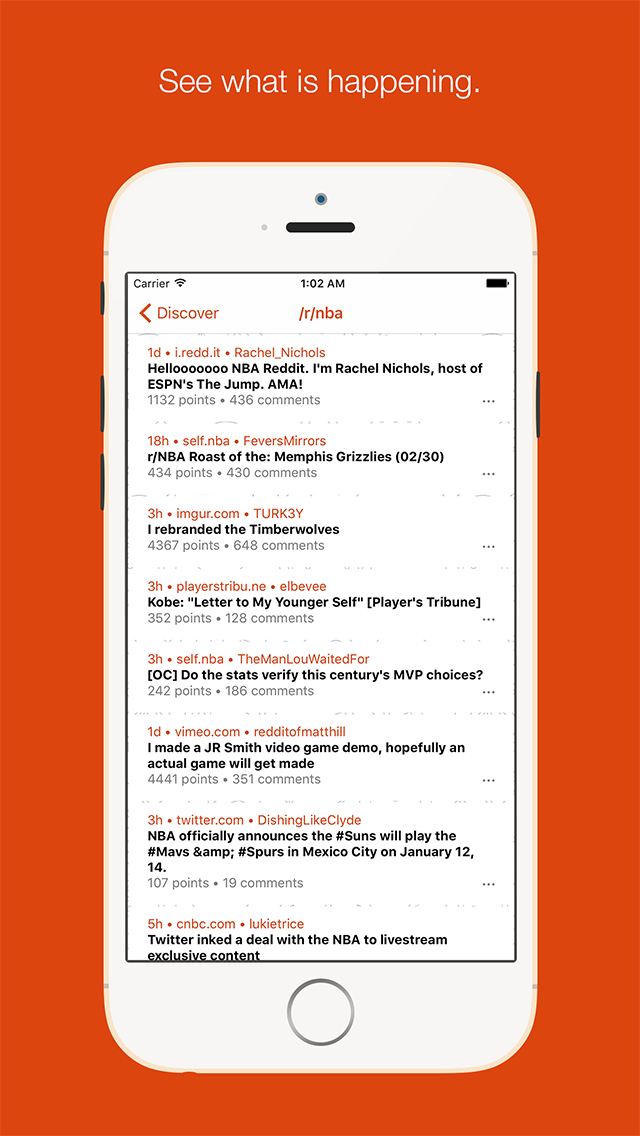 See what is happening.
Carrier
1:02 AM
Discover
/r/nba
1d • i.redd.it • Rachel_Nichols
Hellooooooo NBA Reddit. I'm Rachel Nichols, host of
ESPN's The Jump. AMA!
1132 points • 436 comments
18h • self.nba • FeversMirrors
r/NBA Roast of the: Memphis Grizzlies (02/30)
434 points • 430 comments
3h • imgur.com • TURK3Y
I rebranded the Timberwolves
4367 points • 648 comments
3h • playerstribu.ne • elbevee
Kobe: "Letter to My Younger Self" [Player's Tribune]
352 points • 128 comments
3h • self.nba • TheManLouWaitedFor
[OC] Do the stats verify this century's MVP choices?
242 points • 186 comments
1d • vimeo.com • redditofmatthill
I made a JR Smith video game demo, hopefully an
actual game will get made
4441 points • 351 comments
3h • twitter.com • DishingLikeClyde
NBA officially announces the #Suns will play the
#Mavs &amp; #Spurs in Mexico City on January 12,
14.
107 points • 19 comments
5h • cnbc.com • lukietrice
Twitter inked a deal with the NBA to livestream
exclusive content